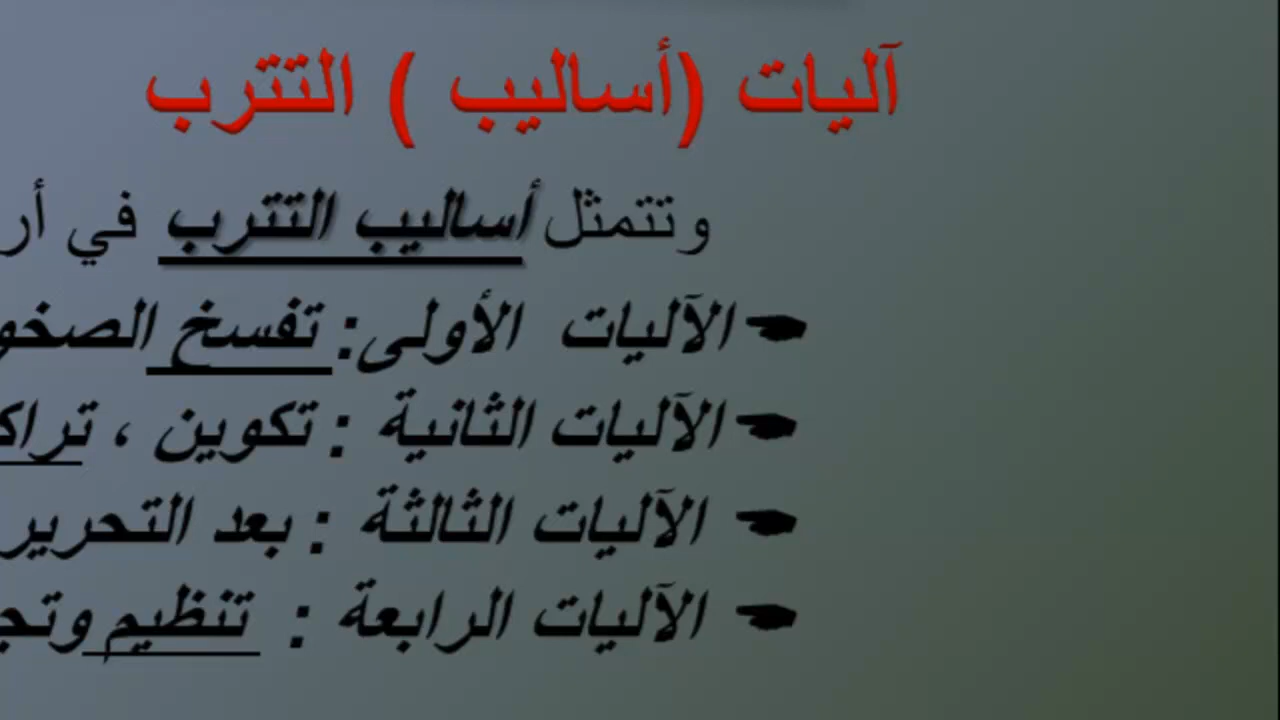 آليات (أساليب ) التترب
وتتمثل أساليب التترب في
الآليات الأولى: تفسخ
الآليات الثانية : تكوين ،
الآليات الثالثة : بعد التحرير
الآليات الرابعة : تنظيم